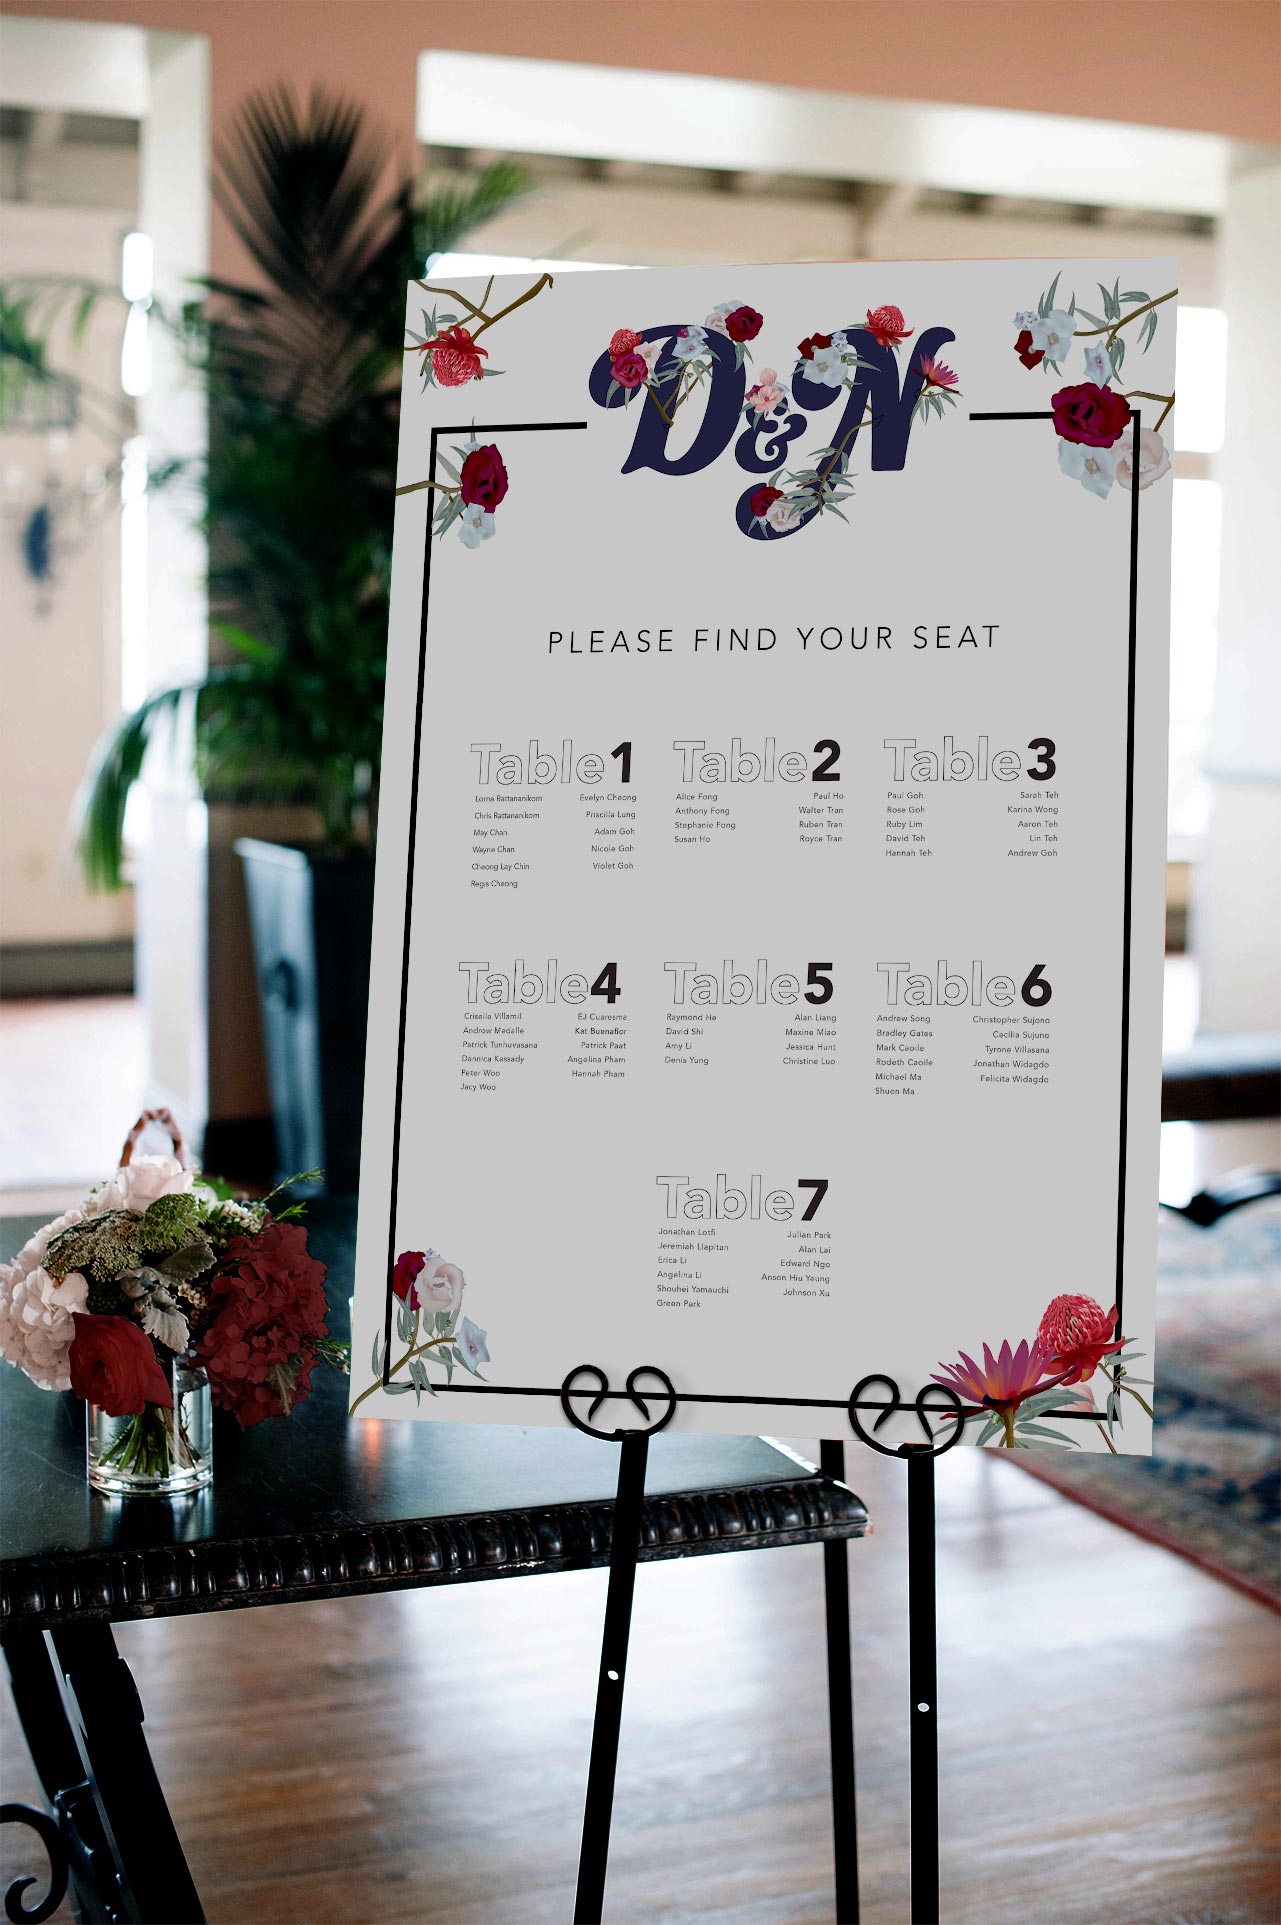 D&N
PLEASE FIND YOUR SEAT
Table1
Lorna Rattananikom
Chris Rattananikom
May Chan
Wayne Chan
Cheong Lay Chin
Regis Cheong
Evelyn Cheong
Priscilla Lung
Adam Goh
Nicole Goh
Violet Goh
Table2
Alice Fong
Anthony Fong
Stephanie Fong
Susan Ho
Paul Ho
Walter Tran
Ruben Tran
Royce Tran
Table3
Paul Goh
Rose Goh
Ruby Lim
David Teh
Hannah Teh
Sarah Teh
Karina Wong
Aaron Teh
Lin Teh
Andrew Goh
Table4
Criselle Villamil
Andrew Medalle
Patrick Tunhuvasana
Dannica Kassady
Peter Woo
Jacy Woo
EJ Cuaresma
Kat Buenaflor
Patrick Paat
Angelina Pham
Hannah Pham
Table5
Raymond He
David Shi
Amy Li
Denis Yung
Alan Liang
Maxine Miao
Jessica Hunt
Christine Luo
Table6
Andrew Song
Bradley Gates
Mark Caoile
Rodeth Caoile
Michael Ma
Shuen Ma
Christopher Sujono
Cecilia Sujuno
Tyrone Villasana
Jonathan Widagdo
Felicita Widagdo
Table7
Jonathan Lotfi
Jeremiah Llapitan
Erica Li
Angelina Li
Shouhei Yamauchi
Green Park
Julian Park
Alan Lai
Edward Ngo
Anson Hiu Yeung
Johnson Xu